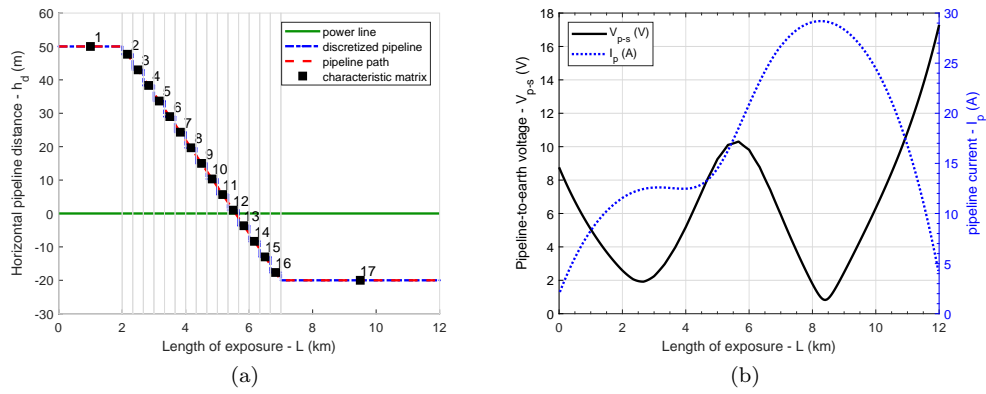 60
50
40
30
20
10
0
-10
-20
-30
Horizontal pipeline distance - h_d (m)
1
2
3
4
5
6
7
8
9
10
11
12
13
14
15
16
17
power line
discretized pipeline
pipeline path
characteristic matrix
0 2 4 6 8 10 12
Length of exposure - L (km)
(a)
18
16
14
12
10
8
6
4
2
0
Pipeline-to-earth voltage - V_p-s (V)
V_p-s (V)
I_p (A)
30
25
20
15
10
5
0
pipeline current - I_p (A)
0 2 4 6 8 10 12
Length of exposure - L (km)
(b)